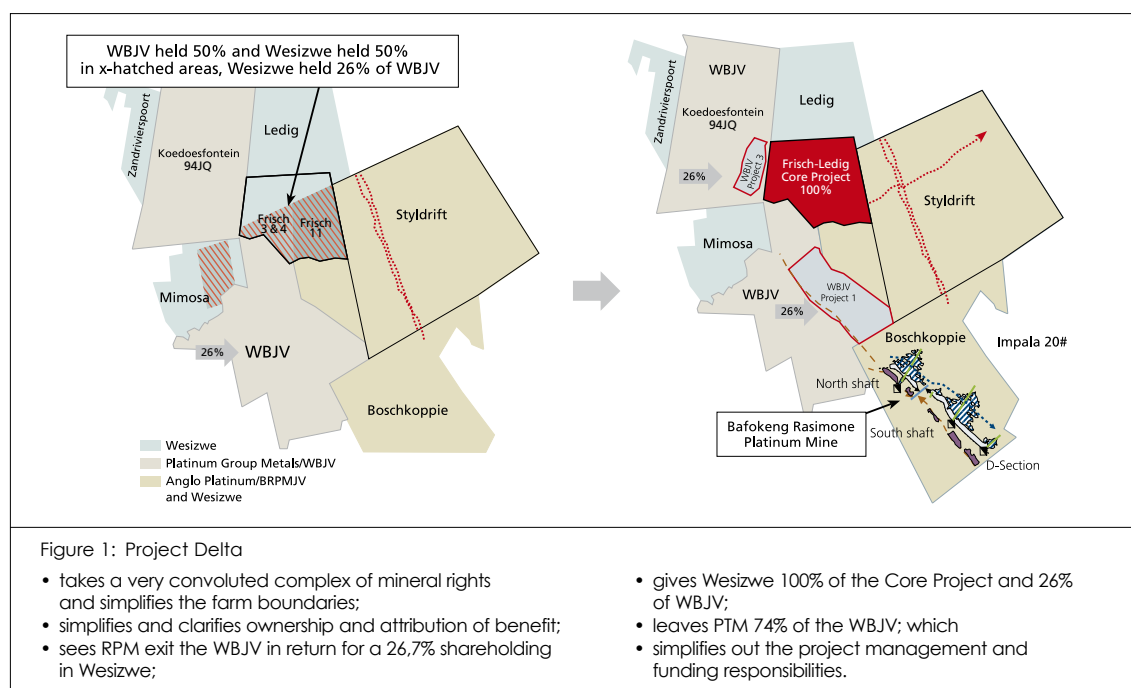 WBJV held 50% and Wesizwe held 50%
in x-hatched areas, Wesizwe held 26% of WBJV
Zandrivierspoort
Koedoesfontein
94JQ
Ledig
Frisch
3 & 4
Frisch
11
Styldrift
Mimosa
26%
WBJV
Boschkoppie
Wesizwe
Platinum Group Metals/WBJV
Anglo Platinum/BRPMJV
and Wesizwe
Zandrivierspoort
WBJV
Koedoesfontein
94JQ
Ledig
26%
WBJV
Project 3
Frisch-Ledig
Core Project
100%
Styldrift
Mimosa
WBJV
26%
WBJV
Project 1
Boschkoppie
Impala 20#
North shaft
Bafokeng Rasimone
Platinum Mine
South shaft
D-Section
Figure 1: Project Delta
• takes a very convoluted complex of mineral rights
and simplifies the farm boundaries;
• simplifies and clarifies ownership and attribution of benefit;
• sees RPM exit the WBJV in return for a 26,7% shareholding
in Wesizwe;
• gives Wesizwe 100% of the Core Project and 26%
of WBJV;
• leaves PTM 74% of the WBJV; which
• simplifies out the project management and
funding responsibilities.